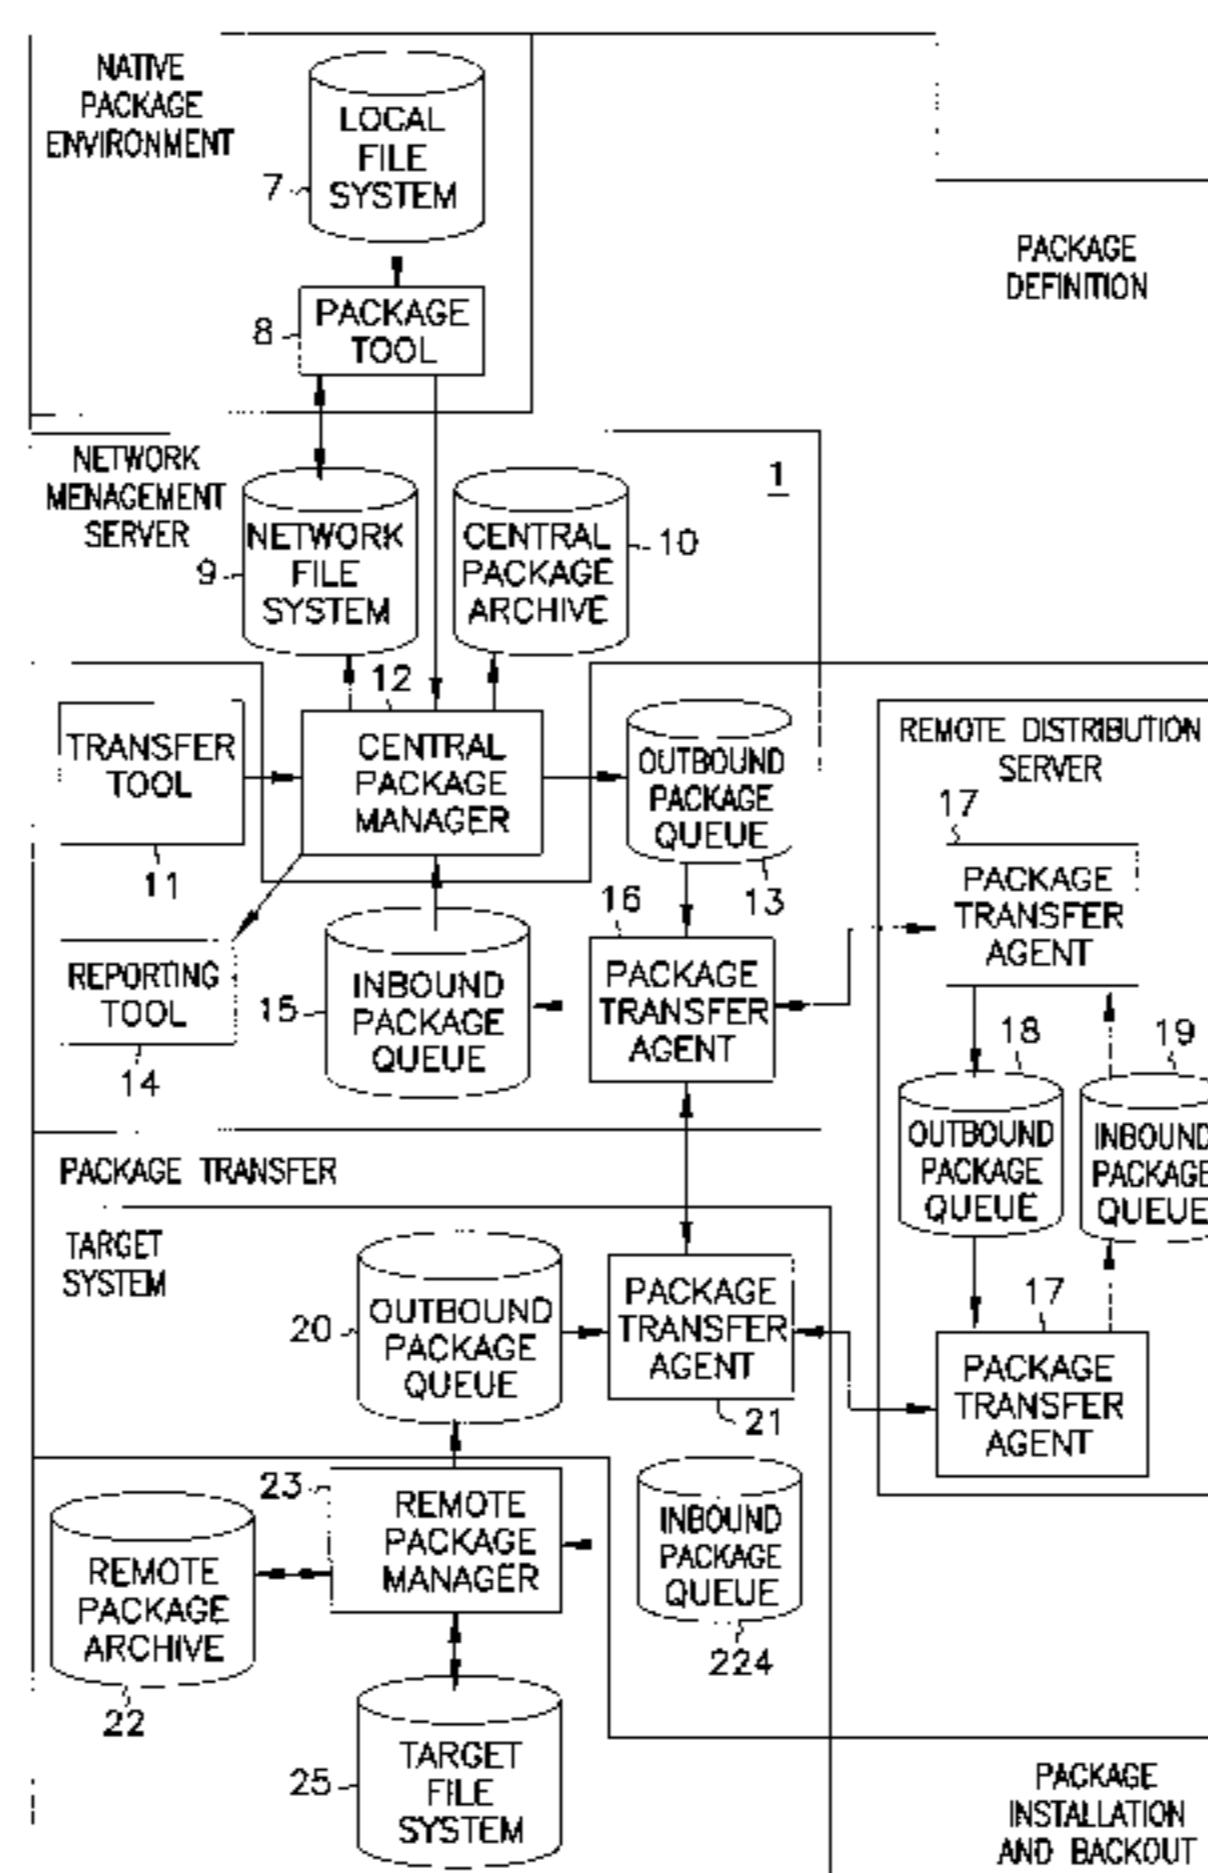 NATIVE
PACKAGE
ENVIRONMENT
LOCAL
FILE
SYSTEM
7
PACKAGE
DEFINITION
8
PACKAGE
TOOL
NETWORK
MENAGEMENT
SERVER
1
9
NETWORK
FILE
SYSTEM
CENTRAL
PACKAGE
ARCHIVE
10
12
TRANSFER
TOOL
11
CENTRAL
PACKAGE
MANAGER
OUTBOUND
PACKAGE
QUEUE
13
REMOTE DISTRIBUTION
SERVER
17
PACKAGE
TRANSFER
AGENT
16
REPORTING
TOOL
14
15
INBOUND
PACKAGE
QUEUE
PACKAGE
TRANSFER
AGENT
18
19
OUTBOUND
PACKAGE
QUEUE
INBOUND
PACKAGE
QUEUE
PACKAGE TRANSFER
TARGET
SYSTEM
20
OUTBOUND
PACKAGE
QUEUE
PACKAGE
TRANSFER
AGENT
21
17
PACKAGE
TRANSFER
AGENT
23
REMOTE
PACKAGE
MANAGER
INBOUND
PACKAGE
QUEUE
224
REMOTE
PACKAGE
ARCHIVE
22
25
TARGET
FILE
SYSTEM
PACKAGE
INSTALLATION
AND BACKOUT